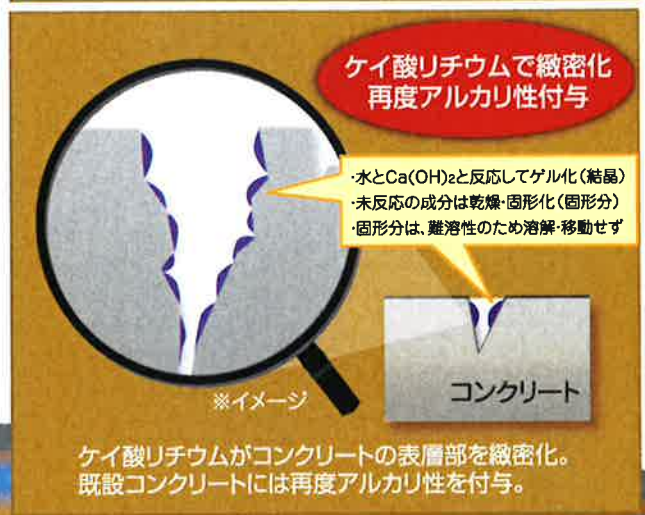 ケイ酸リチウムで緻密化
再度アルカリ性付与
・水とCa(OH)₂と反応してゲル化(結晶)
・未反応の成分は乾燥・固形化(固形分)
・固形分は、難溶性のため溶解・移動せず
コンクリート
※イメージ
ケイ酸リチウムがコンクリートの表層部を緻密化。
既設コンクリートには再度アルカリ性を付与。